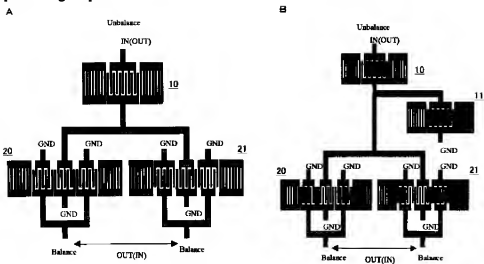 A
Unbalance
IN(OUT)
10
20
GND
GND
GND
GND
21
GND
GND
Balance
OUT(IN)
Balance
B
Unbalance
IN(OUT)
10
11
GND
20
GND
GND
GND
GND
21
GND
GND
Balance
OUT(IN)
Balance